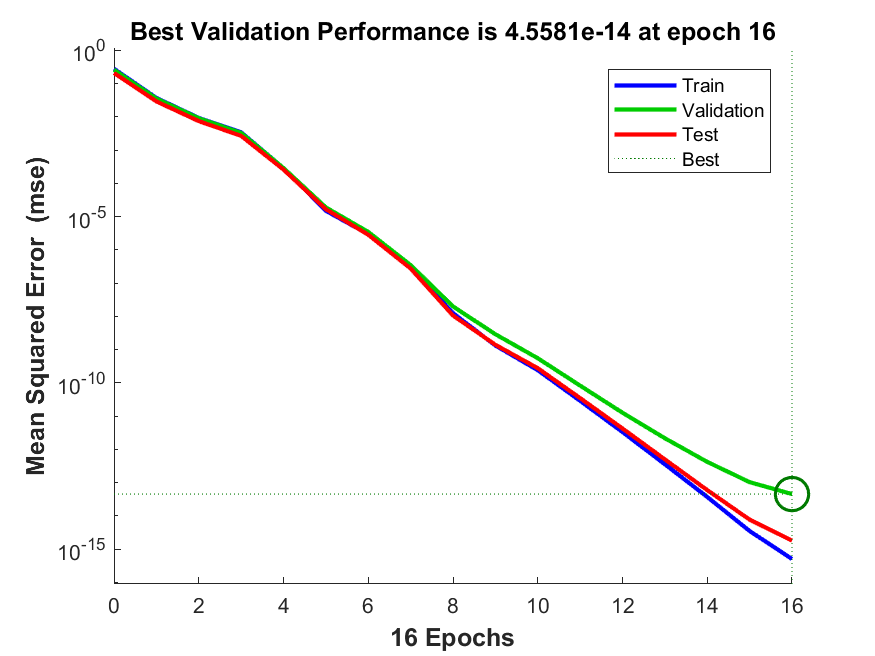 Best Validation Performance is 4.5581e-14 at epoch 16
Mean Squared Error (mse)
10^0
10^-5
10^-10
10^-15
Train
Validation
Test
Best
0 2 4 6 8 10 12 14 16
16 Epochs